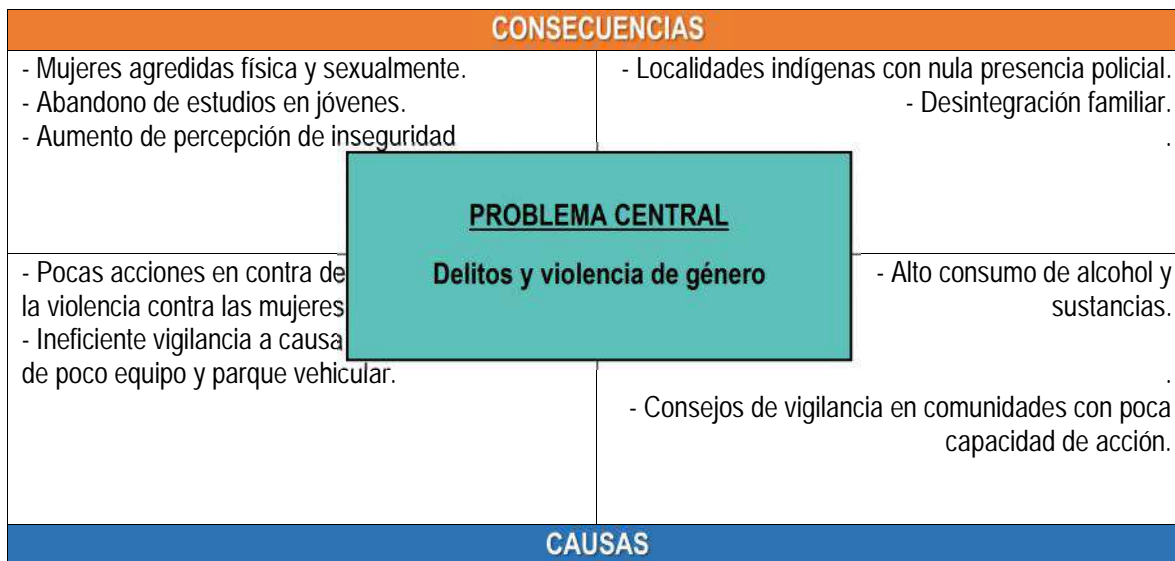 CONSECUENCIAS
- Mujeres agredidas física y sexualmente.
- Abandono de estudios en jóvenes.
- Aumento de percepción de inseguridad
- Localidades indígenas con nula presencia policial.
- Desintegración familiar.
.
PROBLEMA CENTRAL
Delitos y violencia de género
- Pocas acciones en contra de
la violencia contra las mujeres
- Ineficiente vigilancia a causa
de poco equipo y parque vehicular.
- Alto consumo de alcohol y
sustancias.
.
- Consejos de vigilancia en comunidades con poca
capacidad de acción.
CAUSAS